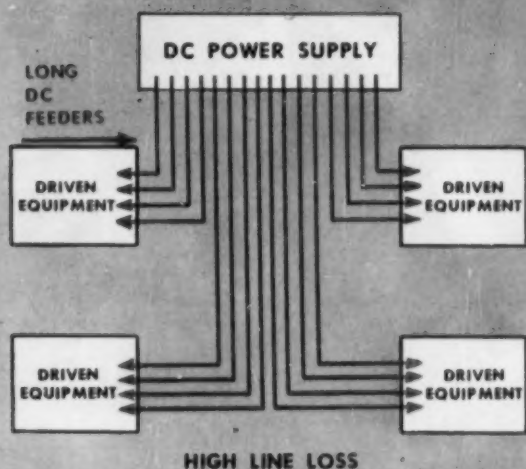 DC POWER SUPPLY
LONG
DC
FEEDERS
DRIVEN
EQUIPMENT
DRIVEN
EQUIPMENT
DRIVEN
EQUIPMENT
DRIVEN
EQUIPMENT
HIGH LINE LOSS